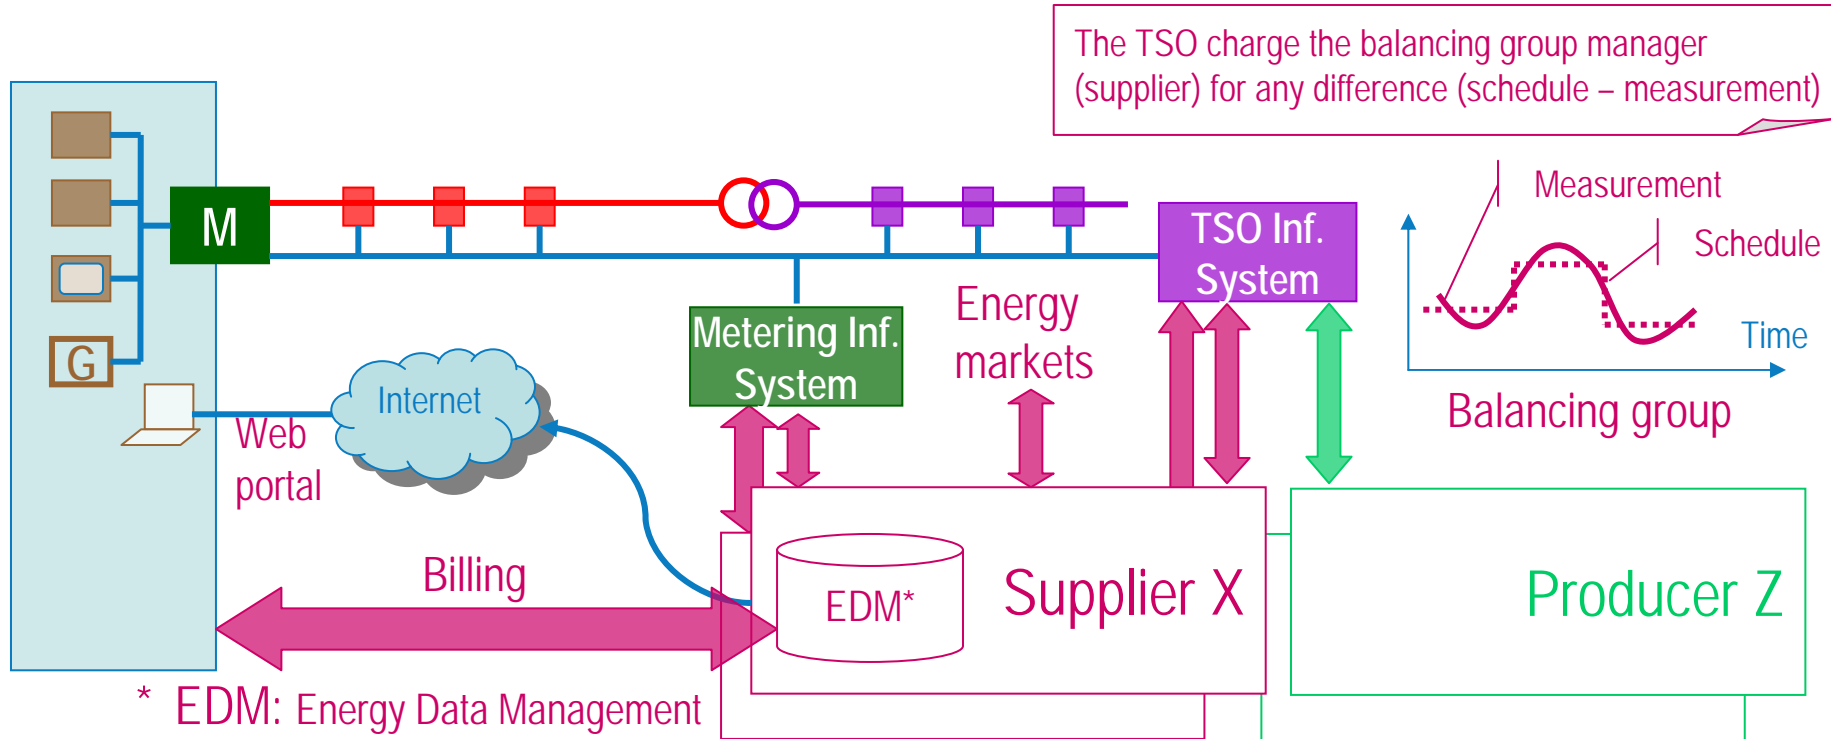 The TSO charge the balancing group manager
(supplier) for any difference (schedule – measurement)
Measurement
M
TSO Inf.
System
Schedule
Energy
markets
Metering Inf.
System
Time
G
Internet
Balancing group
Web
portal
Billing
EDM*
Supplier X
Producer Z
* EDM: Energy Data Management